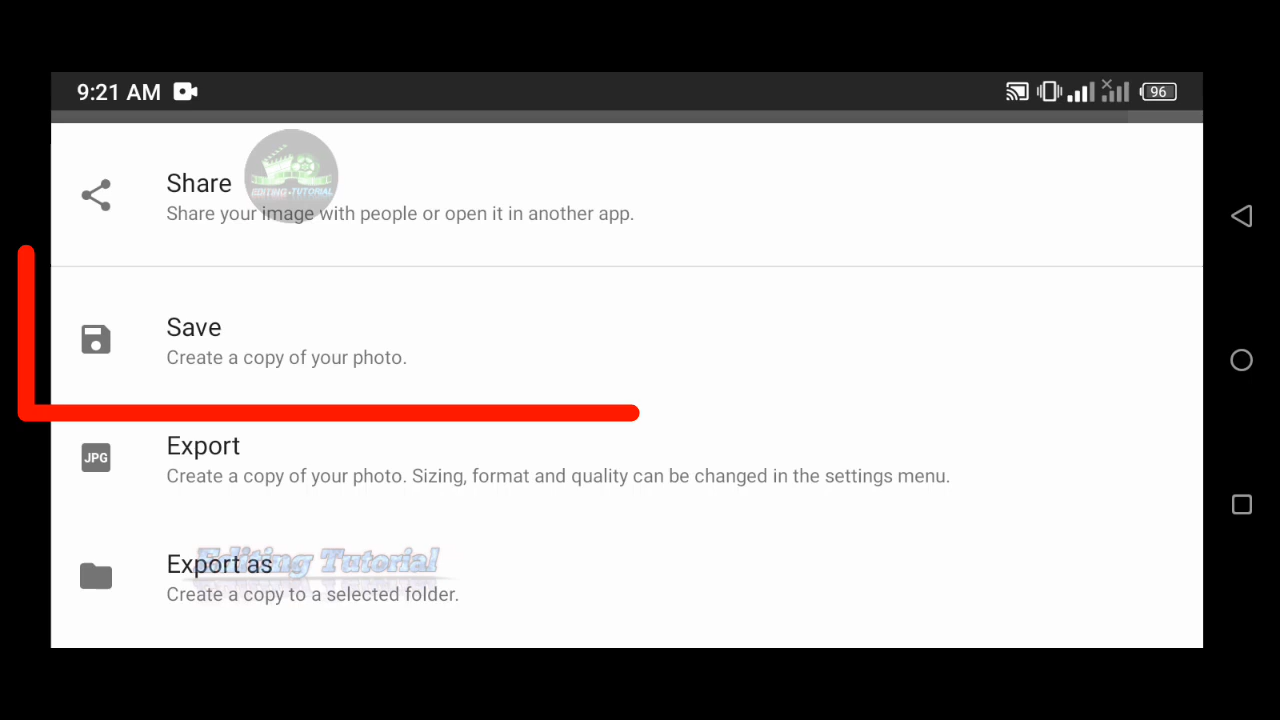 9:21 AM
96
Share
EDITING TUTORIAL
Share your image with people or open it in another app.
Save
Create a copy of your photo.
JPG
Export
Create a copy of your photo. Sizing, format and quality can be changed in the settings menu.
Editing Tutorial
Export as
Create a copy to a selected folder.